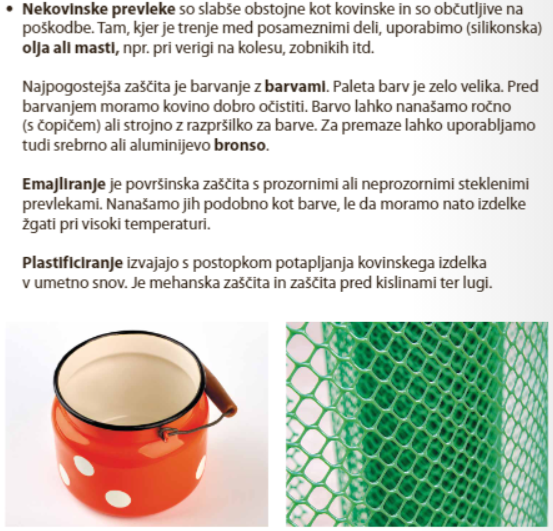 • Nekovinske prevleke so slabše obstojne kot kovinske in so občutljive na
poškodbe. Tam, kjer je trenje med posameznimi deli, uporabimo (silikonska)
olja ali masti, npr. pri verigi na kolesu, zobnikih itd.
Najpogostejša zaščita je barvanje z barvami. Paleta barv je zelo velika. Pred
barvanjem moramo kovino dobro očistiti. Barvo lahko nanašamo ročno
(s čopičem) ali strojno z razpršilko za barve. Za premaze lahko uporabljamo
tudi srebrno ali aluminijevo bronso.
Emajliranje je površinska zaščita s prozornimi ali neprozornimi steklenimi
prevlekami. Nanašamo jih podobno kot barve, le da moramo nato izdelke
žgati pri visoki temperaturi.
Plastificiranje izvajajo s postopkom potapljanja kovinskega izdelka
v umetno snov. Je mehanska zaščita in zaščita pred kislinami ter lugi.